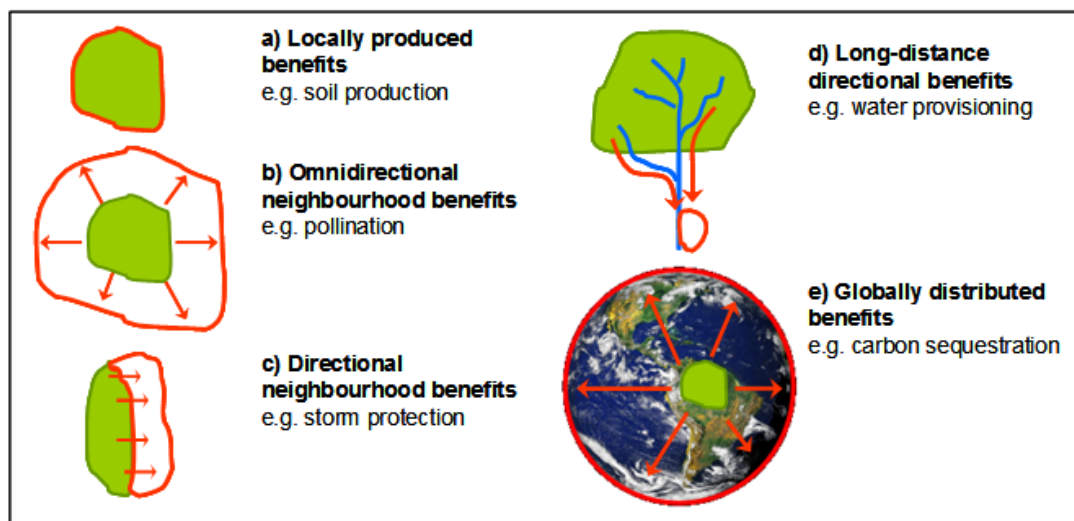 a) Locally produced
benefits
e.g. soil production
b) Omnidirectional
neighbourhood benefits
e.g. pollination
c) Directional
neighbourhood benefits
e.g. storm protection
d) Long-distance
directional benefits
e.g. water provisioning
e) Globally distributed
benefits
e.g. carbon sequestration